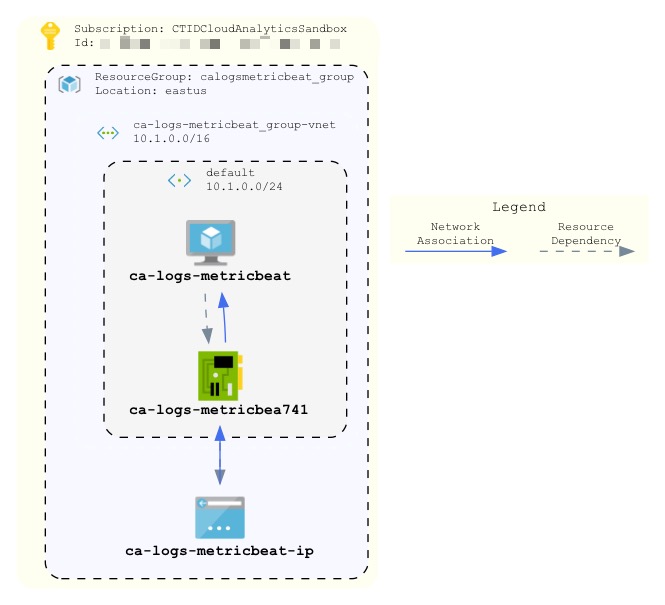 Subscription: CTIDCloudAnalyticsSandbox
Id:
ResourceGroup: calogsmetricbeat_group
Location: eastus
ca-logs-metricbeat_group-vnet
10.1.0.0/16
default
10.1.0.0/24
ca-logs-metricbeat
ca-logs-metricbea741
ca-logs-metricbeat-ip
Legend
Network
Association
Resource
Dependency